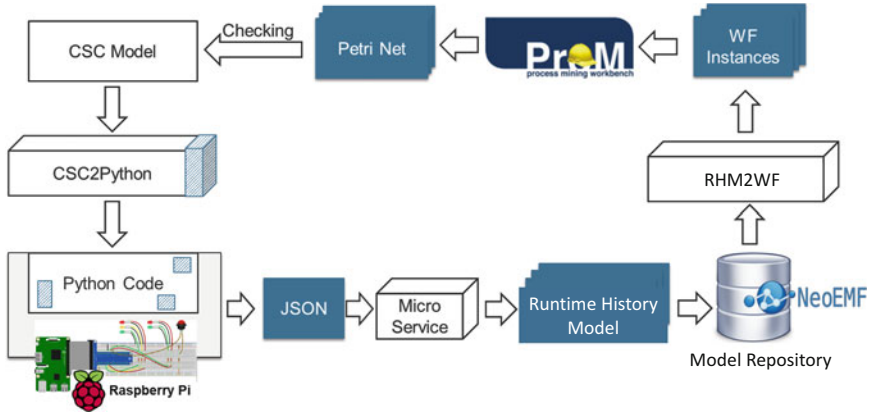 CSC Model
Checking
Petri Net
ProM
process mining workbench
WF
Instances
CSC2Python
RHM2WF
Python Code
JSON
Micro
Service
Runtime History
Model
NeoEMF
Model Repository
Raspberry Pi